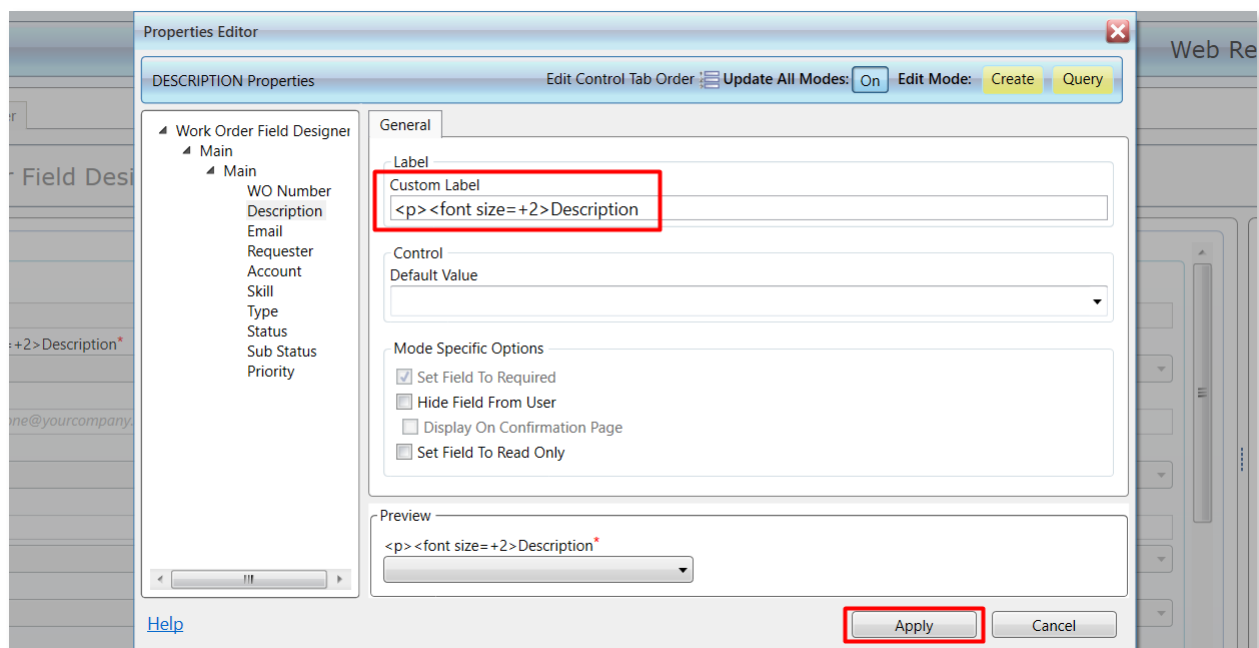 Properties Editor
Web Re
DESCRIPTION Properties
Edit Control Tab Order Update All Modes: On Edit Mode: Create Query
er
Work Order Field Designer
Main
Main
WO Number
Description
Email
Requester
Account
Skill
Type
Status
Sub Status
Priority
r Field Desi
=+2>Description*
one@yourcompany.
General
Label
Custom Label
<p><font size=+2>Description
Control
Default Value
Mode Specific Options
Set Field To Required
Hide Field From User
Display On Confirmation Page
Set Field To Read Only
Preview
<p><font size=+2>Description*
Help
Apply
Cancel